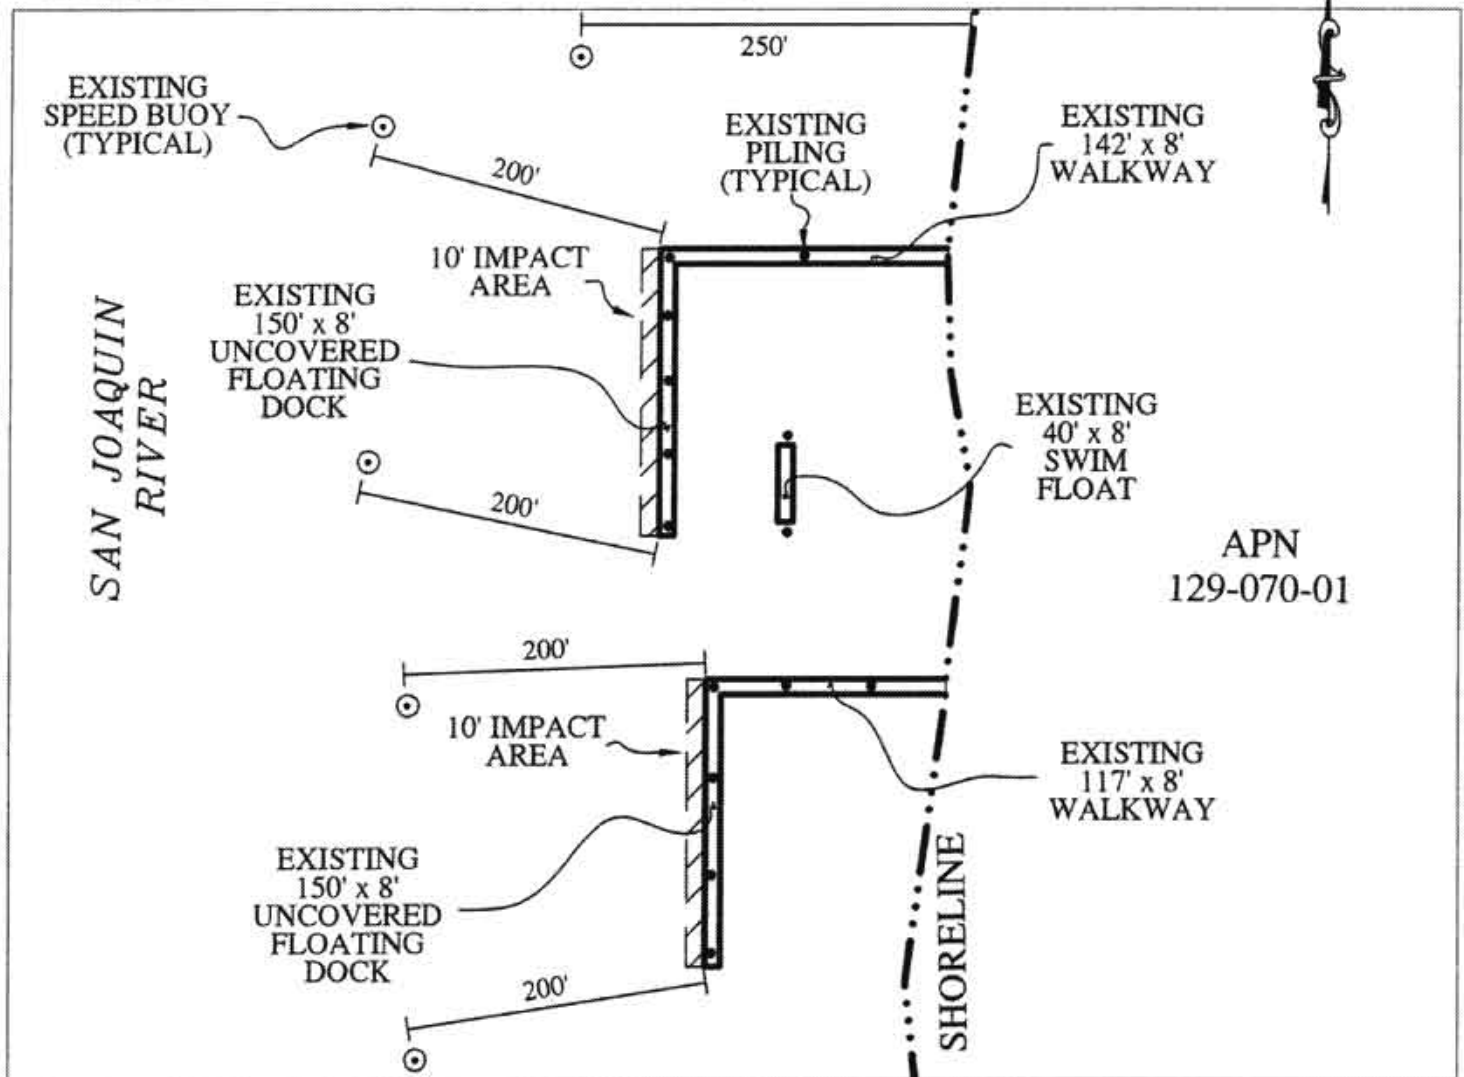 250'
EXISTING
SPEED BUOY
(TYPICAL)
200'
EXISTING
PILING
(TYPICAL)
EXISTING
142' x 8'
WALKWAY
10' IMPACT
AREA
EXISTING
150' x 8'
UNCOVERED
FLOATING
DOCK
SAN JOAQUIN
RIVER
EXISTING
40' x 8'
SWIM
FLOAT
200'
APN
129-070-01
200'
10' IMPACT
AREA
EXISTING
117' x 8'
WALKWAY
EXISTING
150' x 8'
UNCOVERED
FLOATING
DOCK
SHORELINE
200'